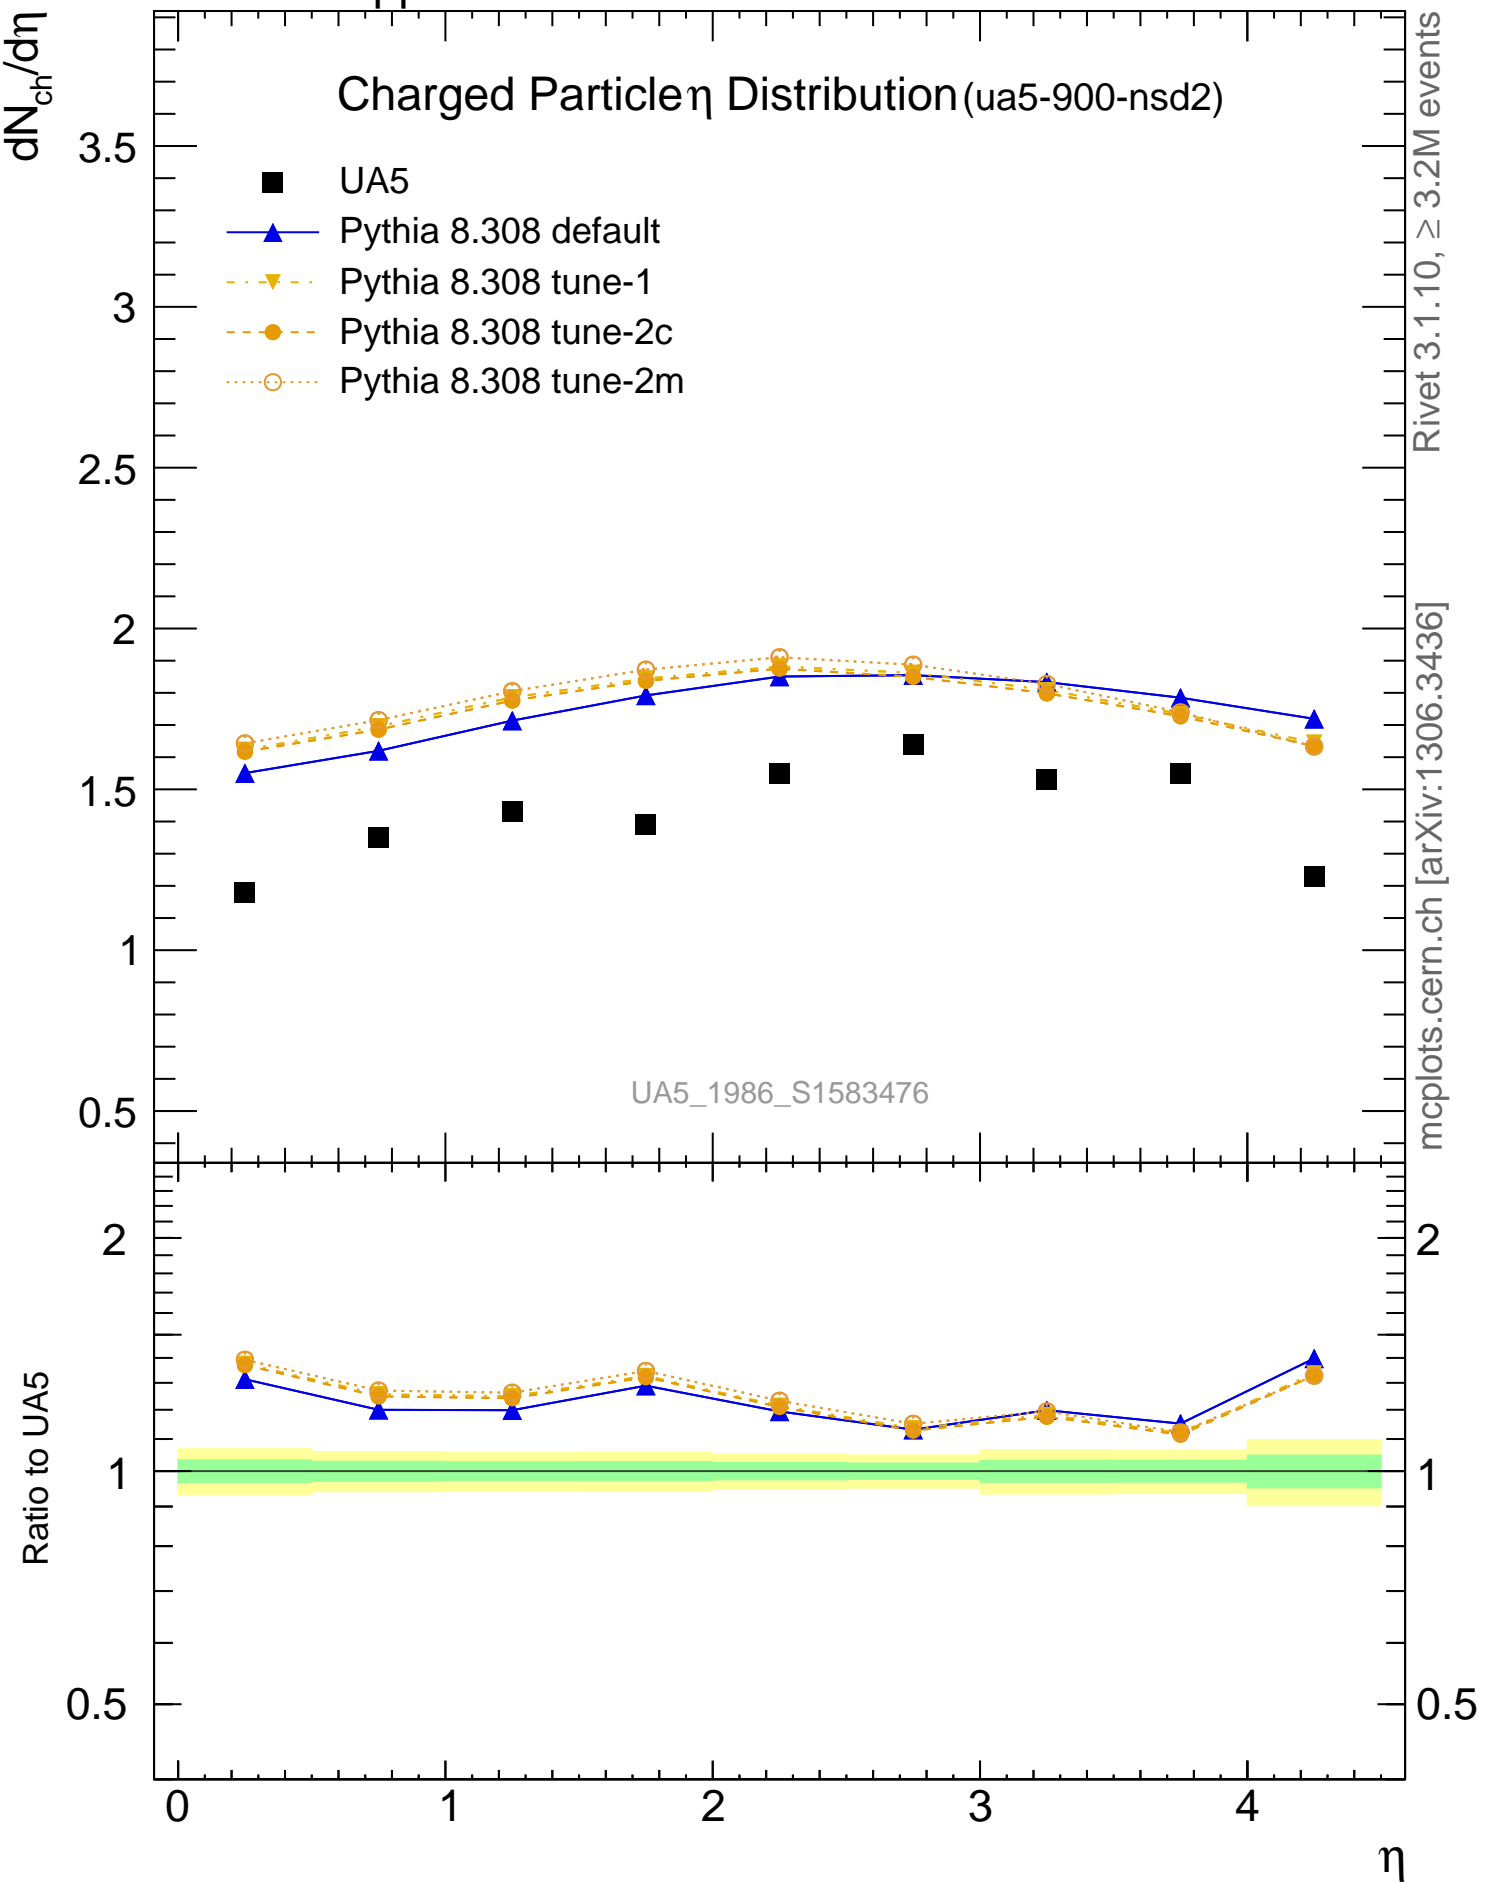 dN_ch/dη
Charged Particle η Distribution (ua5-900-nsd2)
UA5
Pythia 8.308 default
Pythia 8.308 tune-1
Pythia 8.308 tune-2c
Pythia 8.308 tune-2m
3.5
3
2.5
2
1.5
1
0.5
UA5_1986_S1583476
Rivet 3.1.10, ≥ 3.2M events
mcplots.cern.ch [arXiv:1306.3436]
Ratio to UA5
2
1
0.5
2
1
0.5
0 1 2 3 4
η